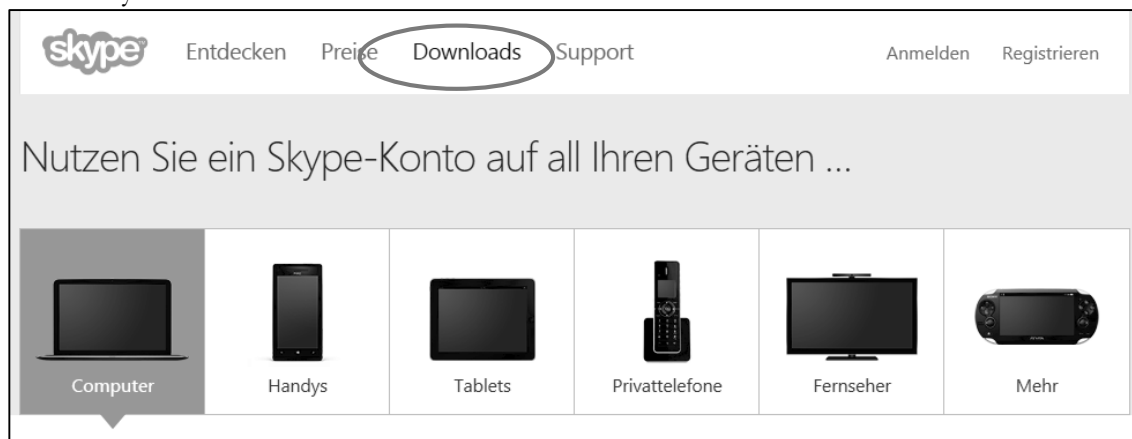 skype Entdecken Preise Downloads Support Anmelden Registrieren
Nutzen Sie ein Skype-Konto auf all Ihren Geräten ...
Computer Handys Tablets Privattelefone Fernseher Mehr